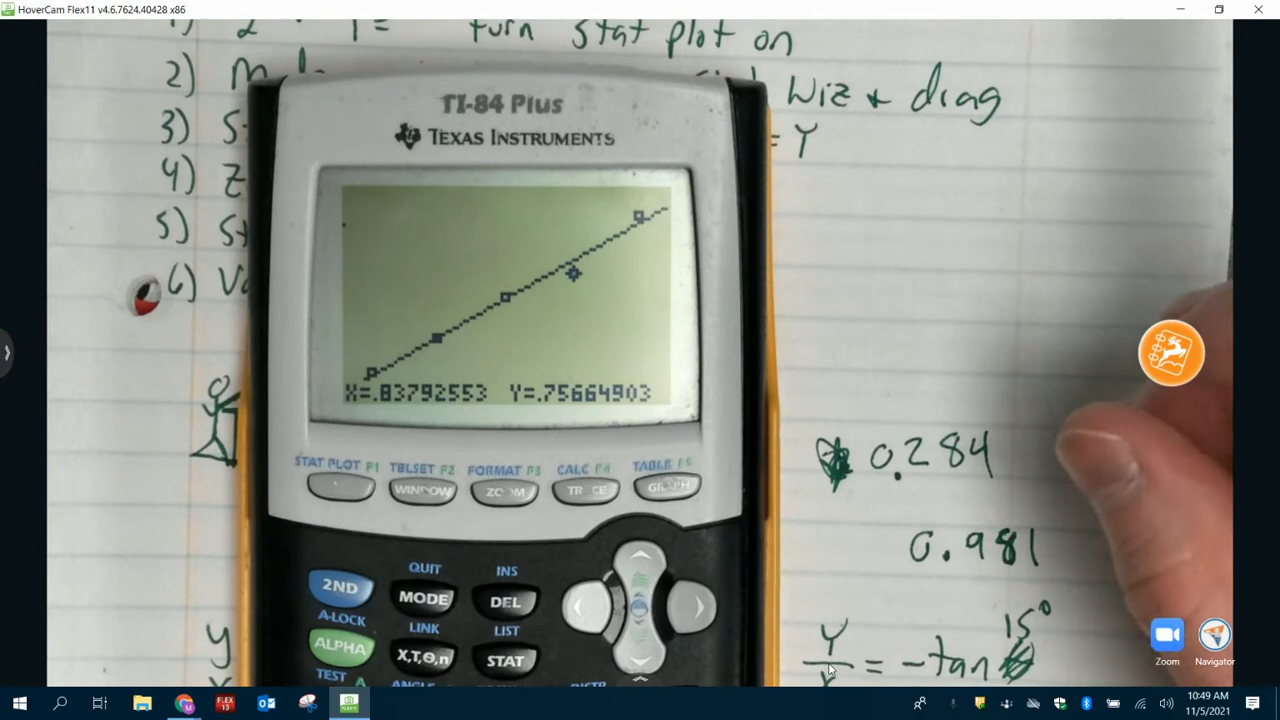 HoverCam Flex11 v4.6.7624.40428 x86
turn stat plot on
2)
Wiz & drag
3)
= Y
4)
5)
6)
TI-84 Plus
TEXAS INSTRUMENTS
X=.83792553 Y=.75664903
STAT PLOT F1 TBLSET F2 FORMAT F3 CALC F4 TABLE F5
WINDOW ZOOM TRACE GRAPH
0.284
0.981
QUIT INS
2ND MODE DEL
A-LOCK LINK LIST
ALPHA X,T,θ,n STAT
TEST A
y
Y = -tan 15°
Zoom Navigator
FLEX 13
10:49 AM
11/5/2021